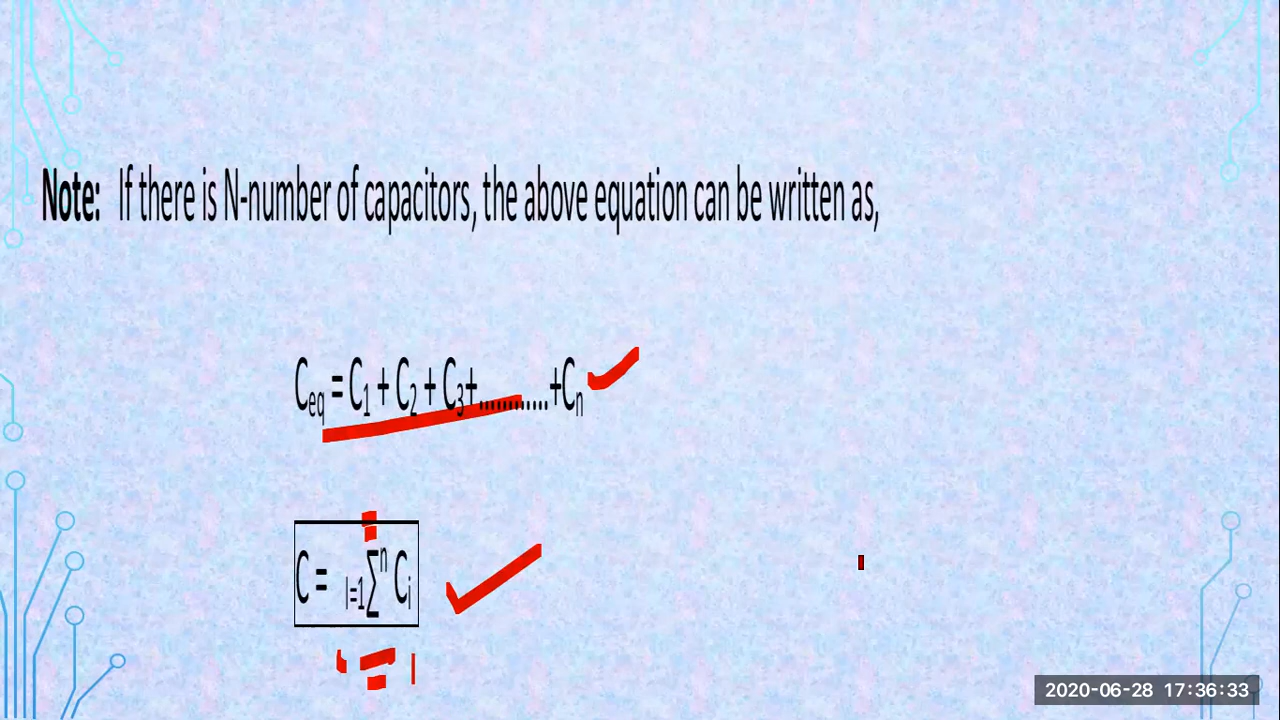 Note: If there is N-number of capacitors, the above equation can be written as,
Ceq = C1 + C2 + C3+............+Cn
C = I=1∑n Ci
i = 1
2020-06-28 17:36:33